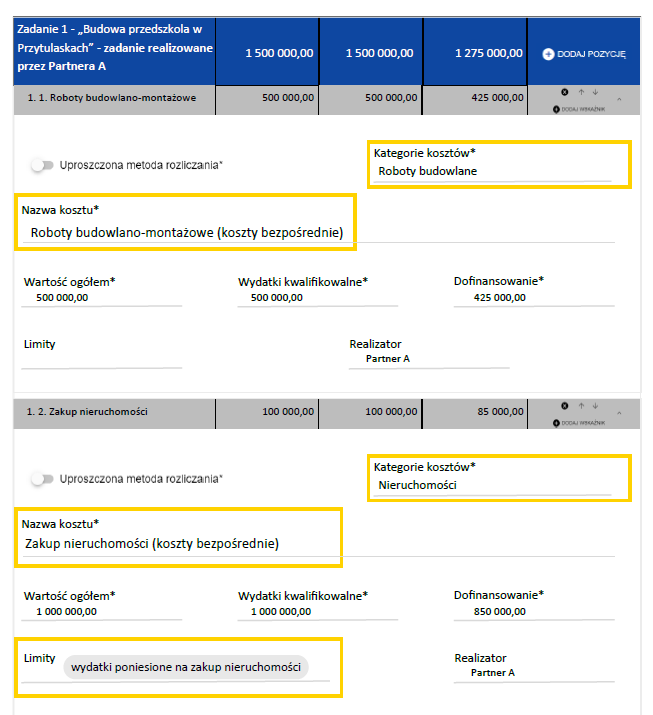 Zadanie 1 - „Budowa przedszkola w
Przytulaskach” - zadanie realizowane
przez Partnera A
1 500 000,00 1 500 000,00 1 275 000,00 DODAJ POZYCJĘ
1. 1. Roboty budowlano-montażowe 500 000,00 500 000,00 425 000,00
DODAJ WSKAŹNIK
Uproszczona metoda rozliczania*
Kategorie kosztów*
Roboty budowlane
Nazwa kosztu*
Roboty budowlano-montażowe (koszty bezpośrednie)
Wartość ogółem* Wydatki kwalifikowalne* Dofinansowanie*
500 000,00 500 000,00 425 000,00
Limity Realizator
Partner A
1. 2. Zakup nieruchomości 100 000,00 100 000,00 85 000,00
DODAJ WSKAŹNIK
Uproszczona metoda rozliczania*
Kategorie kosztów*
Nieruchomości
Nazwa kosztu*
Zakup nieruchomości (koszty bezpośrednie)
Wartość ogółem* Wydatki kwalifikowalne* Dofinansowanie*
1 000 000,00 1 000 000,00 850 000,00
Limity wydatki poniesione na zakup nieruchomości Realizator
Partner A